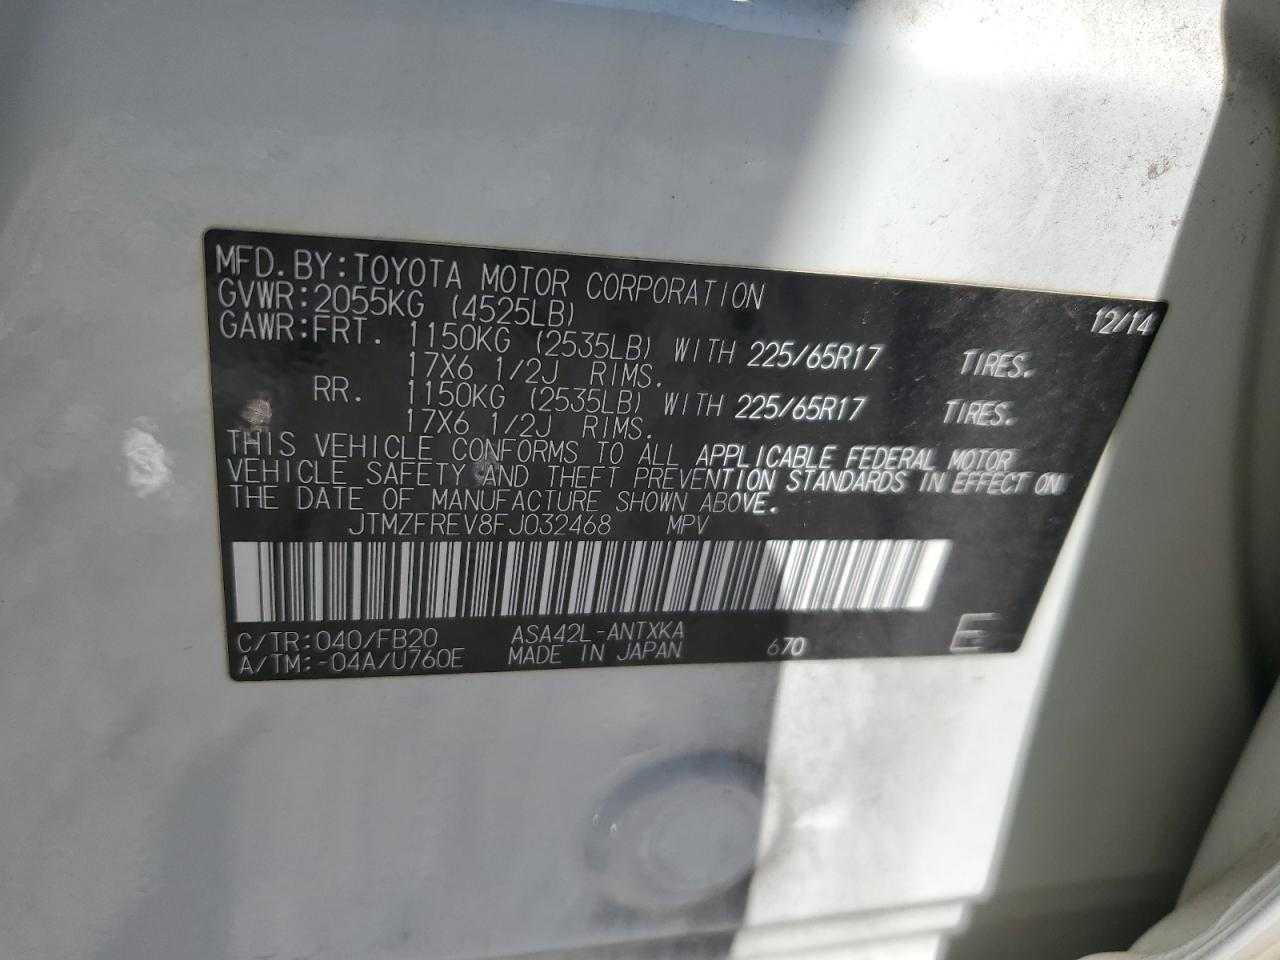 MFD.BY:TOYOTA MOTOR CORPORATION 12/14
GVWR:2055KG (4525LB)
GAWR:FRT. 1150KG (2535LB) WITH 225/65R17 TIRES.
17X6 1/2J RIMS.
RR. 1150KG (2535LB) WITH 225/65R17 TIRES.
17X6 1/2J RIMS.
THIS VEHICLE CONFORMS TO ALL APPLICABLE FEDERAL MOTOR
VEHICLE SAFETY AND THEFT PREVENTION STANDARDS IN EFFECT ON
THE DATE OF MANUFACTURE SHOWN ABOVE.
JTMZFREV8FJ032468 MPV
C/TR:040/FB20 ASA42L-ANTXKA
A/TM:-04A/U760E MADE IN JAPAN 670 E